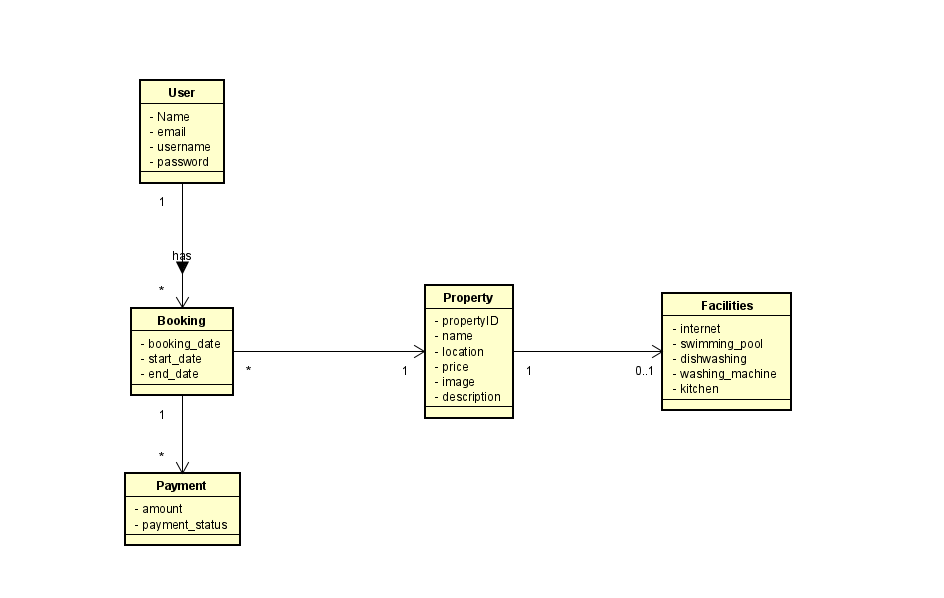 User
- Name
- email
- username
- password
1
has
*
Booking
- booking_date
- start_date
- end_date
*
1
Property
- propertyID
- name
- location
- price
- image
- description
1
0..1
Facilities
- internet
- swimming_pool
- dishwashing
- washing_machine
- kitchen
1
*
Payment
- amount
- payment_status